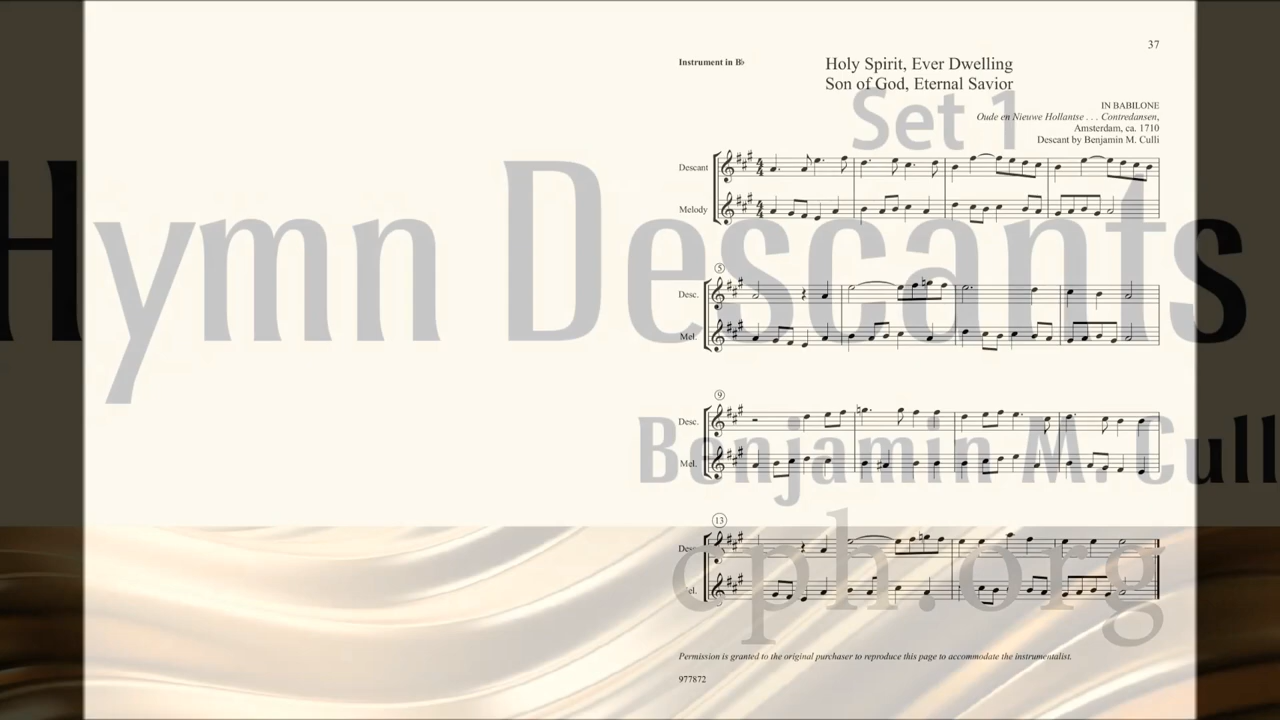 37
Instrument in B♭
Holy Spirit, Ever Dwelling
Son of God, Eternal Savior
Set 1
IN BABILONE
Oude en Nieuwe Hollantse . . . Contredansen,
Amsterdam, ca. 1710
Descant by Benjamin M. Culli
Descant
Melody
Hymn Descants
5
Desc.
Mel.
9
Desc.
Mel.
Benjamin M. Cull
13
Desc.
Mel.
cph.org
Permission is granted to the original purchaser to reproduce this page to accommodate the instrumentalist.
977872